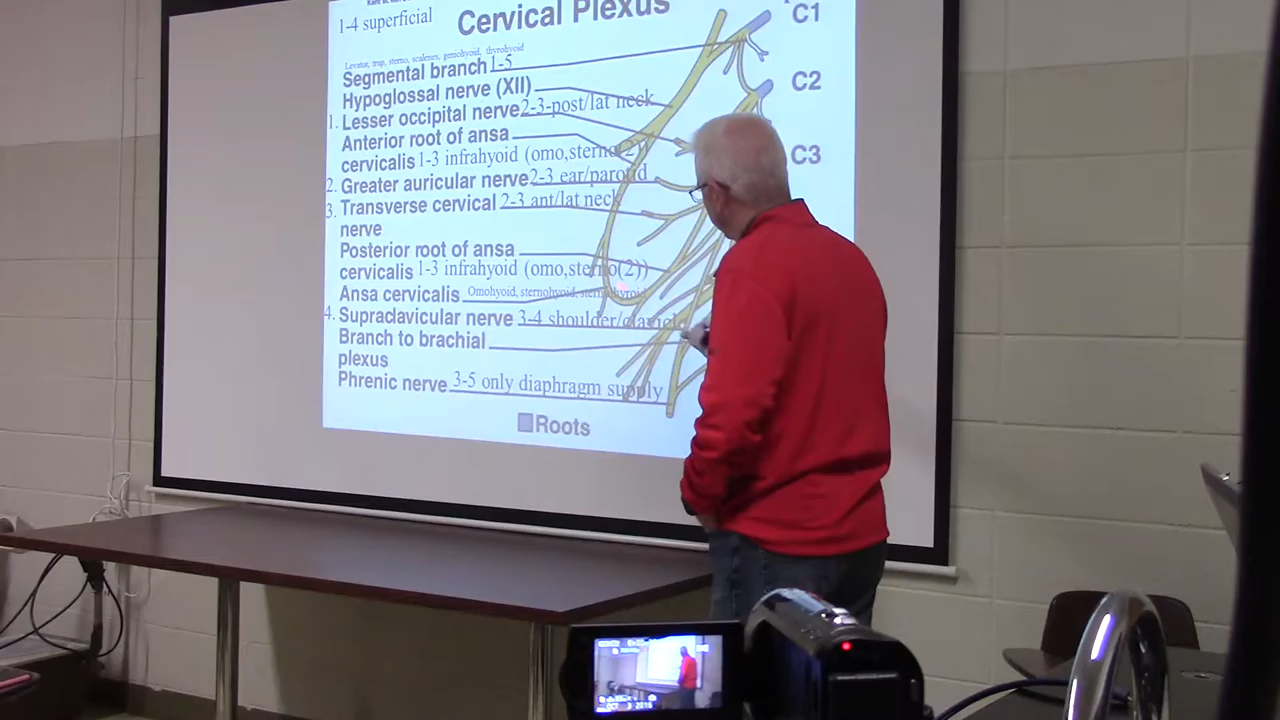 1-4 superficial
Cervical Plexus
C1
Levator, trap, sterno, scalenes, geniohyoid, thyrohyoid
Segmental branch 1-5
Hypoglossal nerve (XII)
C2
1. Lesser occipital nerve 2-3-post/lat neck
Anterior root of ansa
cervicalis 1-3 infrahyoid (omo,sterno(2))
C3
2. Greater auricular nerve 2-3 ear/parotid
3. Transverse cervical 2-3 ant/lat neck
nerve
Posterior root of ansa
cervicalis 1-3 infrahyoid (omo,sterno(2))
Ansa cervicalis Omohyoid, sternohyoid, sternothyroid
4. Supraclavicular nerve 3-4 shoulder/clavicle
Branch to brachial
plexus
Phrenic nerve 3-5 only diaphragm supply
Roots